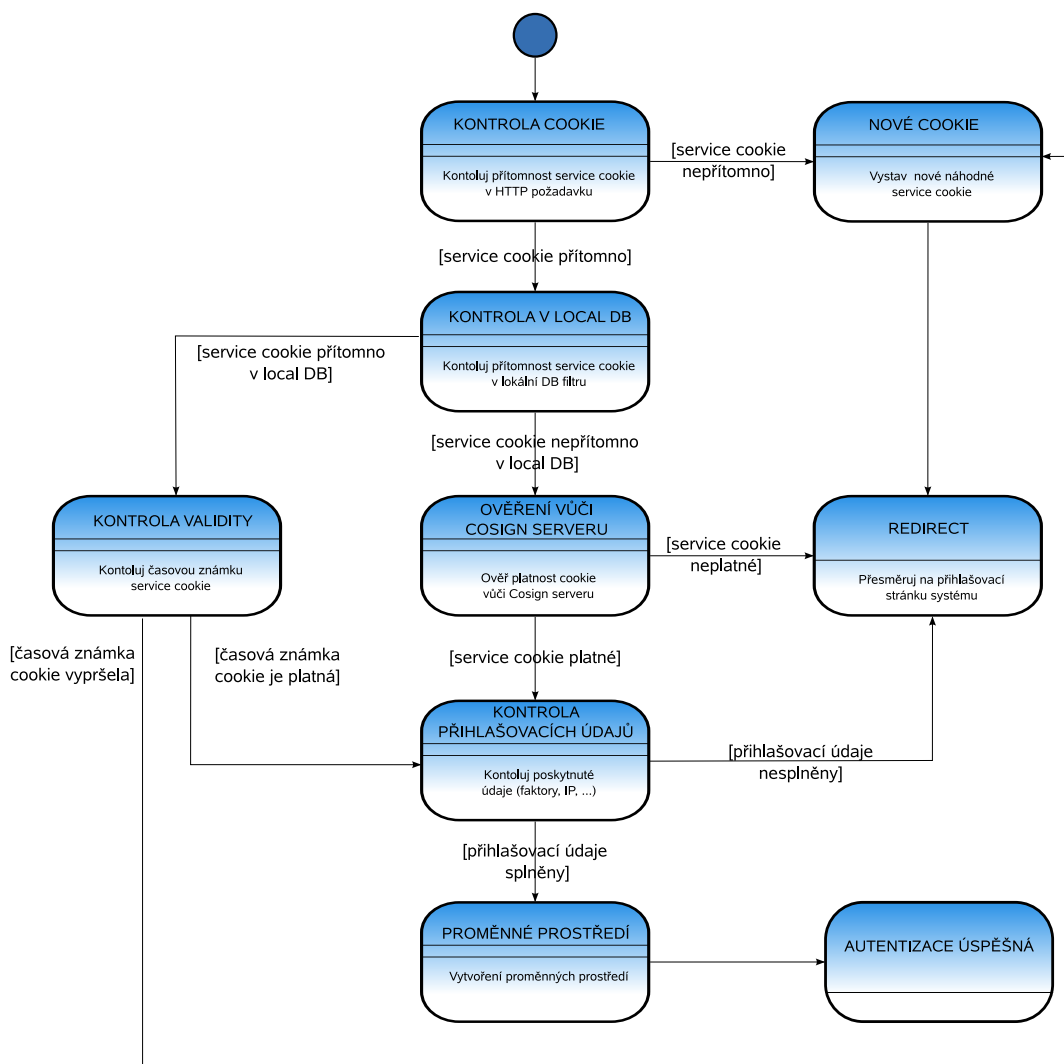 KONTROLA COOKIE
Kontoluj přítomnost service cookie
v HTTP požadavku
[service cookie
nepřítomno]
NOVÉ COOKIE
Vystav nové náhodné
service cookie
[service cookie přítomno]
KONTROLA V LOCAL DB
Kontoluj přítomnost service cookie
v lokální DB filtru
[service cookie přítomno
v local DB]
[service cookie nepřítomno
v local DB]
KONTROLA VALIDITY
Kontoluj časovou známku
service cookie
OVĚŘENÍ VŮČI
COSIGN SERVERU
Ověř platnost cookie
vůči Cosign serveru
[service cookie
neplatné]
REDIRECT
Přesměruj na přihlašovací
stránku systému
[časová známka
cookie vypršela]
[časová známka
cookie je platná]
[service cookie platné]
KONTROLA
PŘIHLAŠOVACÍCH ÚDAJŮ
Kontoluj poskytnuté
údaje (faktory, IP, ...)
[přihlašovací údaje
nesplněny]
[přihlašovací údaje
splněny]
PROMĚNNÉ PROSTŘEDÍ
Vytvoření proměnných prostředí
AUTENTIZACE ÚSPĚŠNÁ